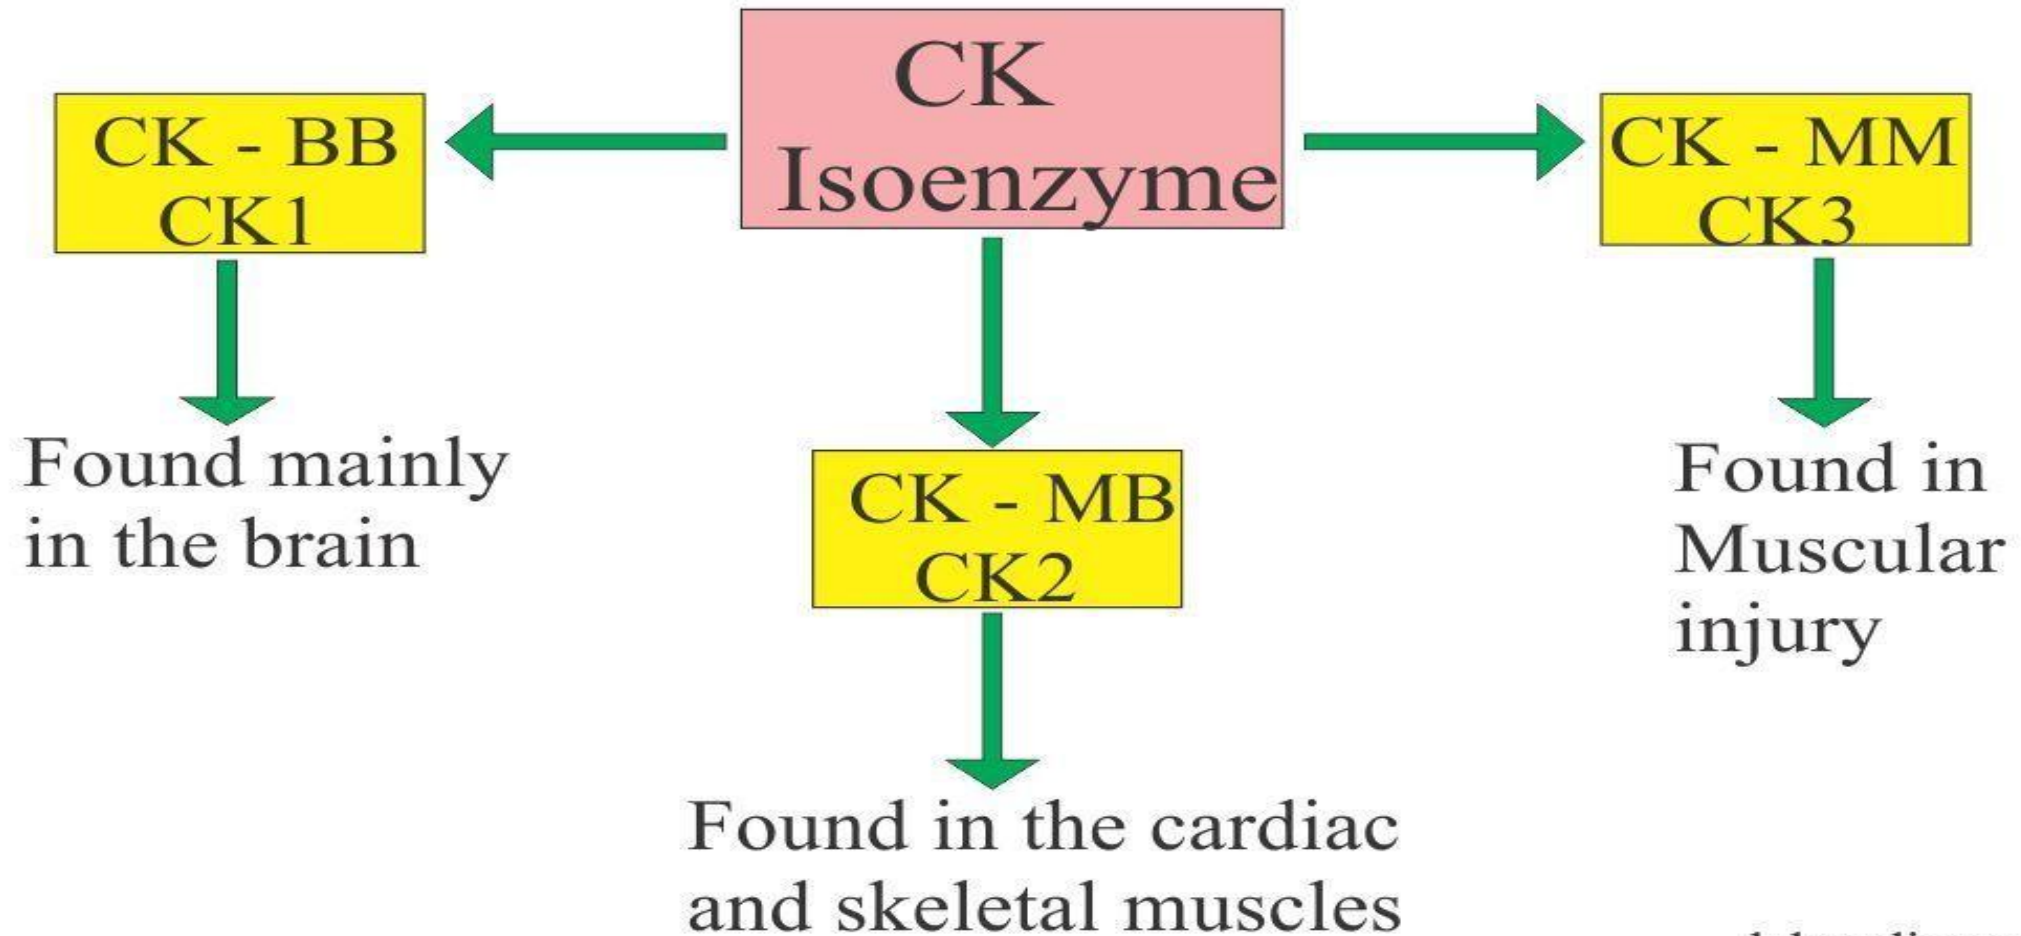 CK
Isoenzyme
CK - BB
CK1
CK - MM
CK3
Found mainly
in the brain
CK - MB
CK2
Found in
Muscular
injury
Found in the cardiac
and skeletal muscles